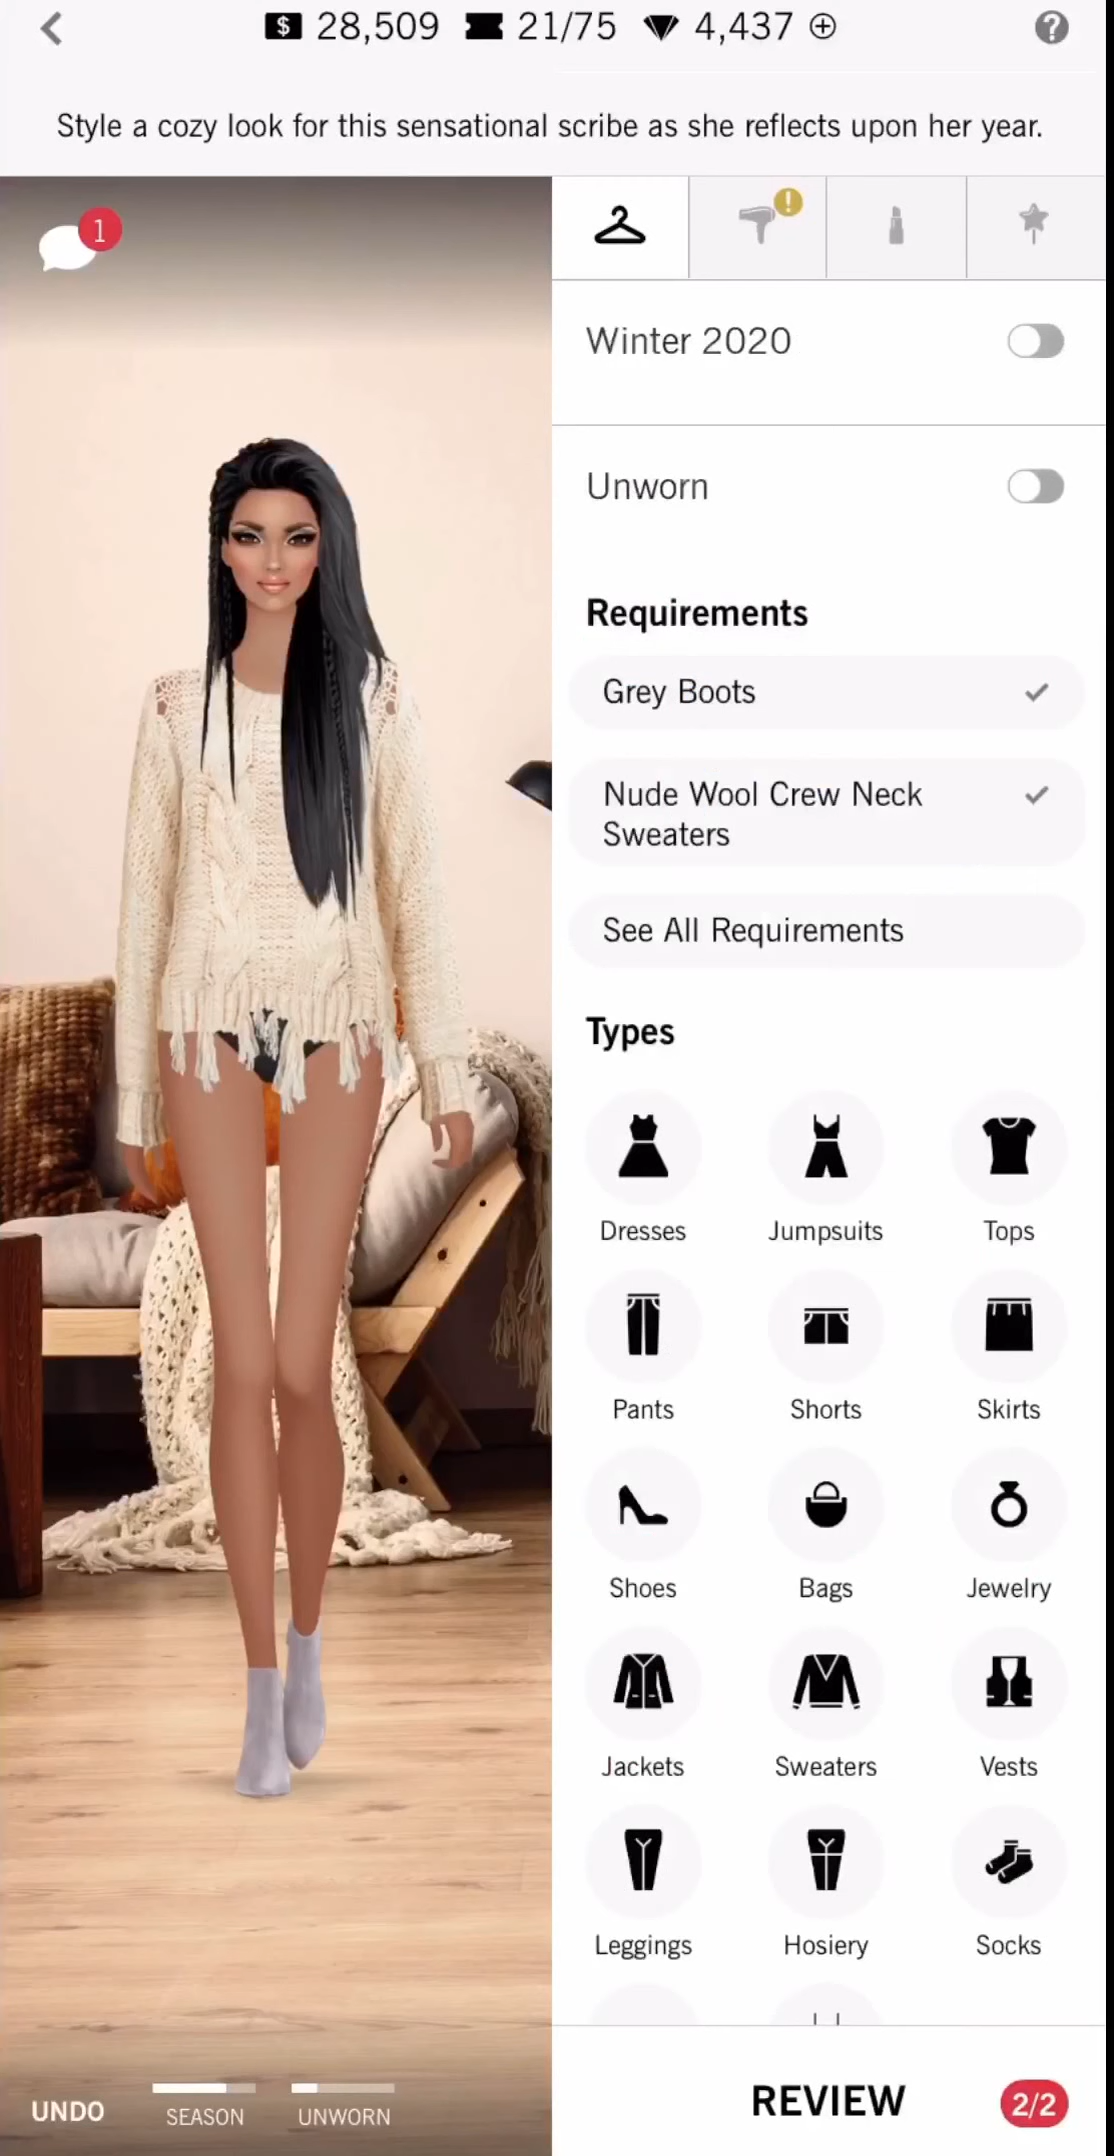 $ 28,509 21/75 4,437
?
Style a cozy look for this sensational scribe as she reflects upon her year.
1
!
Winter 2020
Unworn
Requirements
Grey Boots
Nude Wool Crew Neck
Sweaters
See All Requirements
Types
Dresses Jumpsuits Tops
Pants Shorts Skirts
Shoes Bags Jewelry
Jackets Sweaters Vests
Leggings Hosiery Socks
UNDO SEASON UNWORN
REVIEW 2/2